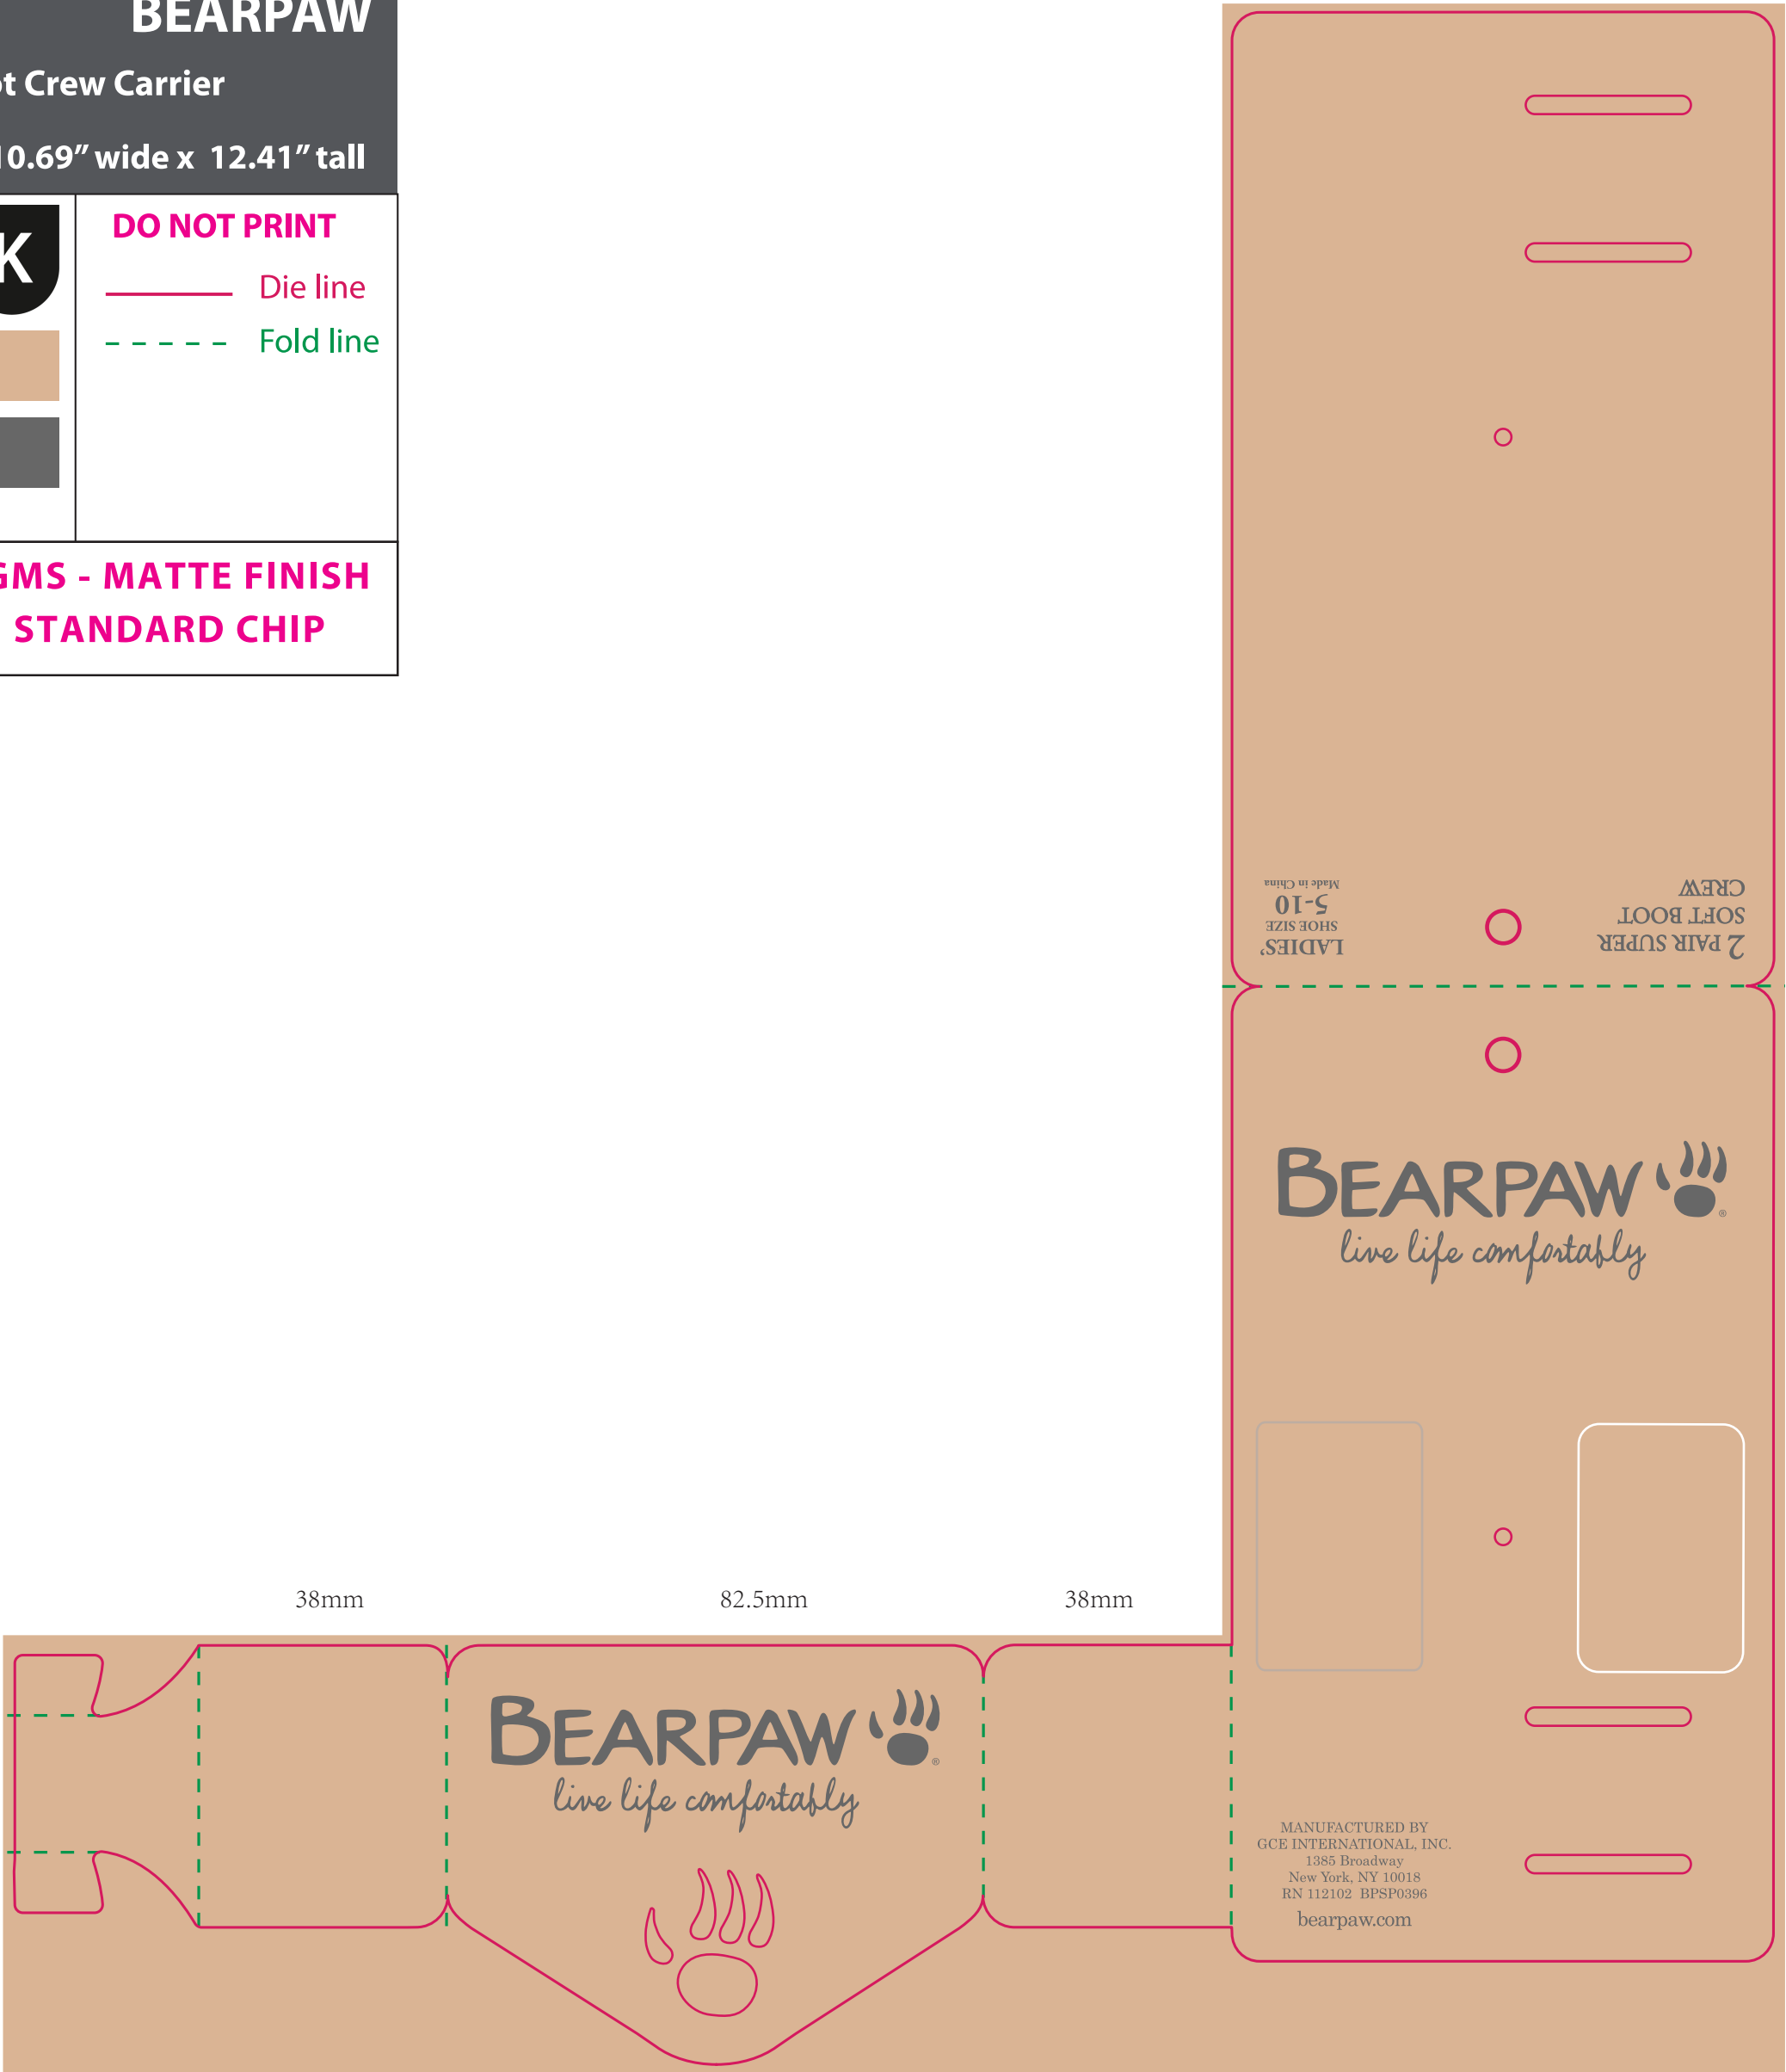 BEARPAW
Crew Carrier
10.69” wide x 12.41” tall
K
DO NOT PRINT
Die line
Fold line
GMS - MATTE FINISH
STANDARD CHIP
2 PAIR SUPER
SOFT BOOT
CREW
LADIES’
SHOE SIZE
5-10
Made in China
BEARPAW ®
live life comfortably
38mm
82.5mm
38mm
BEARPAW ®
live life comfortably
MANUFACTURED BY
GCE INTERNATIONAL, INC.
1385 Broadway
New York, NY 10018
RN 112102 BPSP0396
bearpaw.com